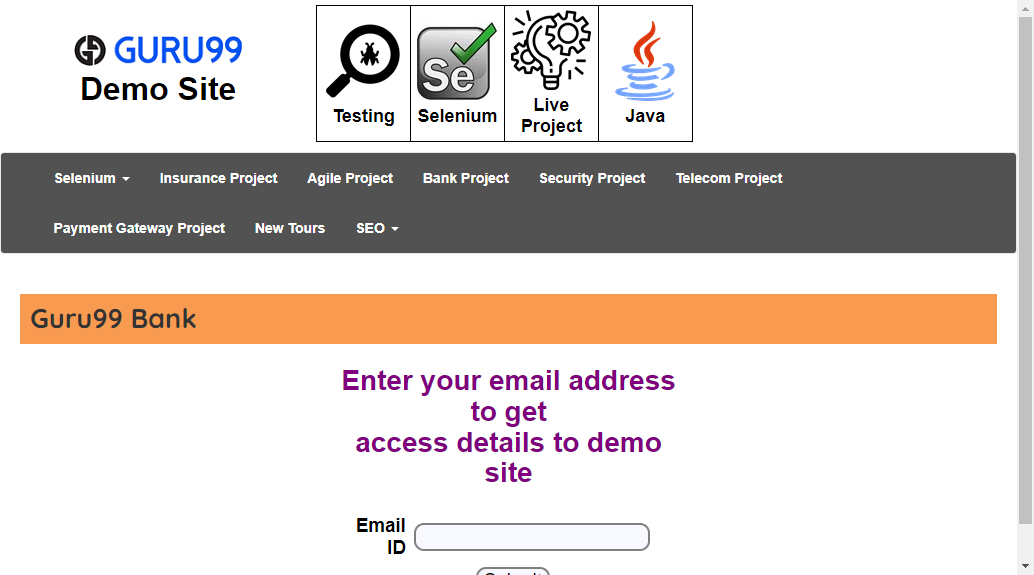 GURU99
Demo Site
Testing
Selenium
Live
Project
Java
Selenium
Insurance Project
Agile Project
Bank Project
Security Project
Telecom Project
Payment Gateway Project
New Tours
SEO
Guru99 Bank
Enter your email address
to get
access details to demo
site
Email
ID